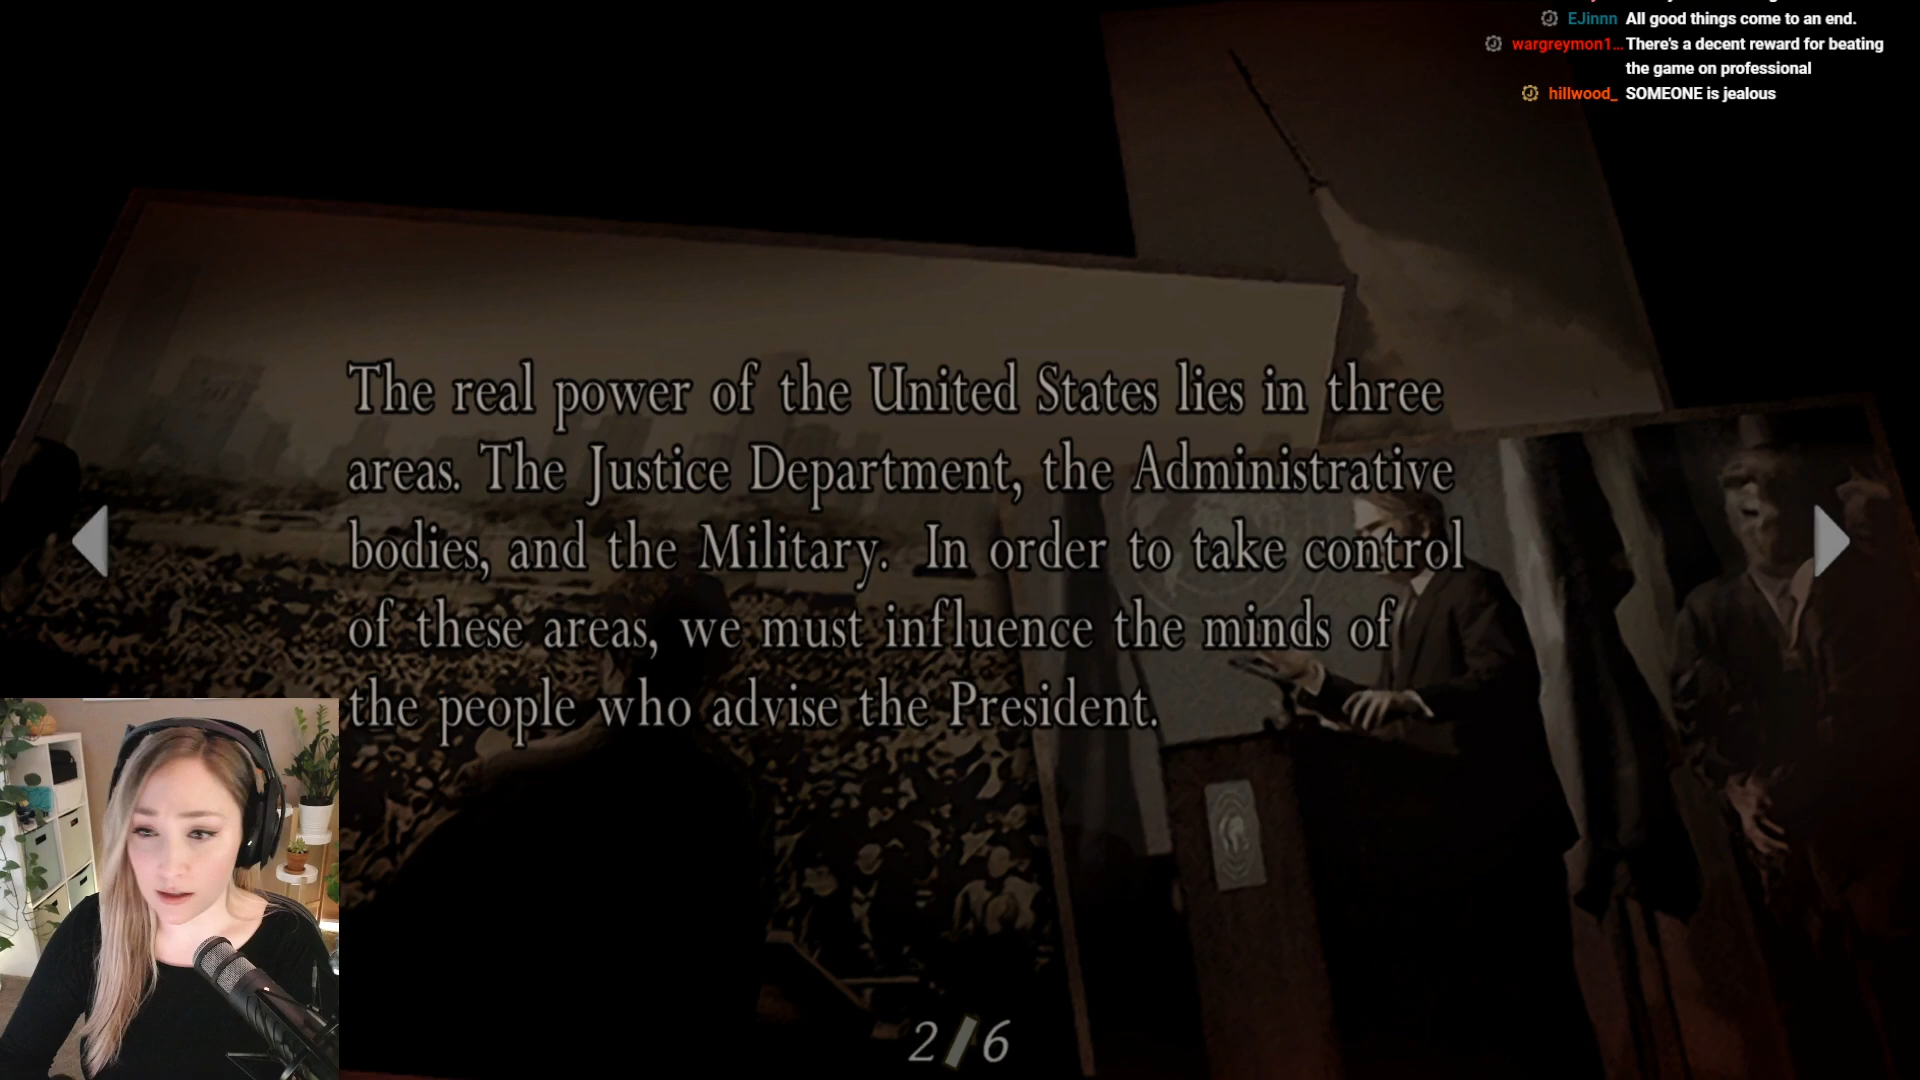 EJinnn All good things come to an end.
wargreymon1... There's a decent reward for beating
the game on professional
hillwood_ SOMEONE is jealous
The real power of the United States lies in three
areas. The Justice Department, the Administrative
bodies, and the Military. In order to take control
of these areas, we must influence the minds of
the people who advise the President.
2/6